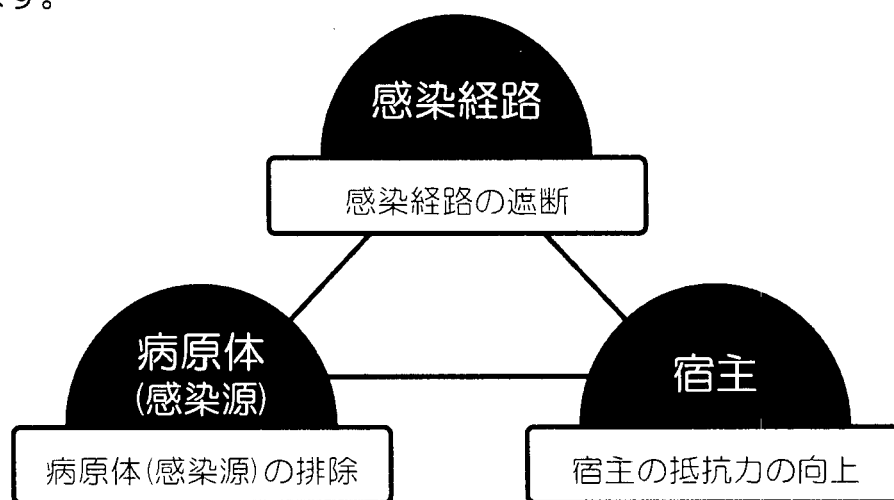 ます。
感染経路
感染経路の遮断
病原体
(感染源)
病原体(感染源)の排除
宿主
宿主の抵抗力の向上